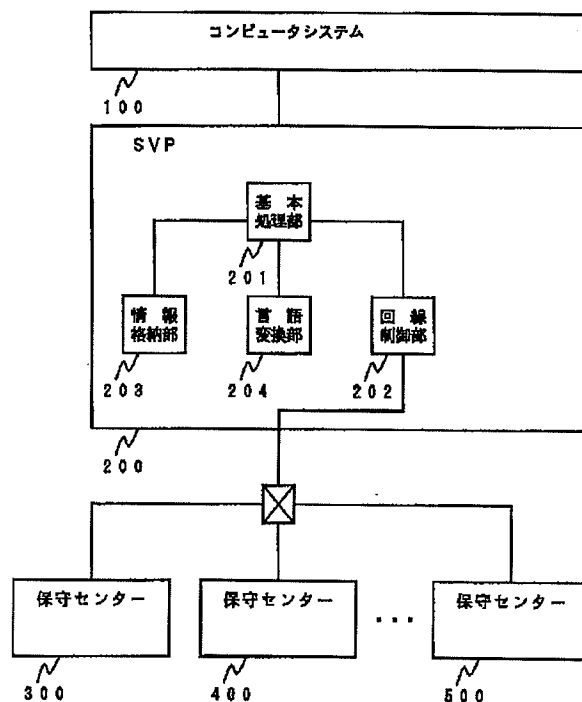 コンピュータシステム
100
SVP
基本
処理部
201
情報
格納部
203
言語
変換部
204
回線
制御部
202
200
保守センター
300
保守センター
400
...
保守センター
500